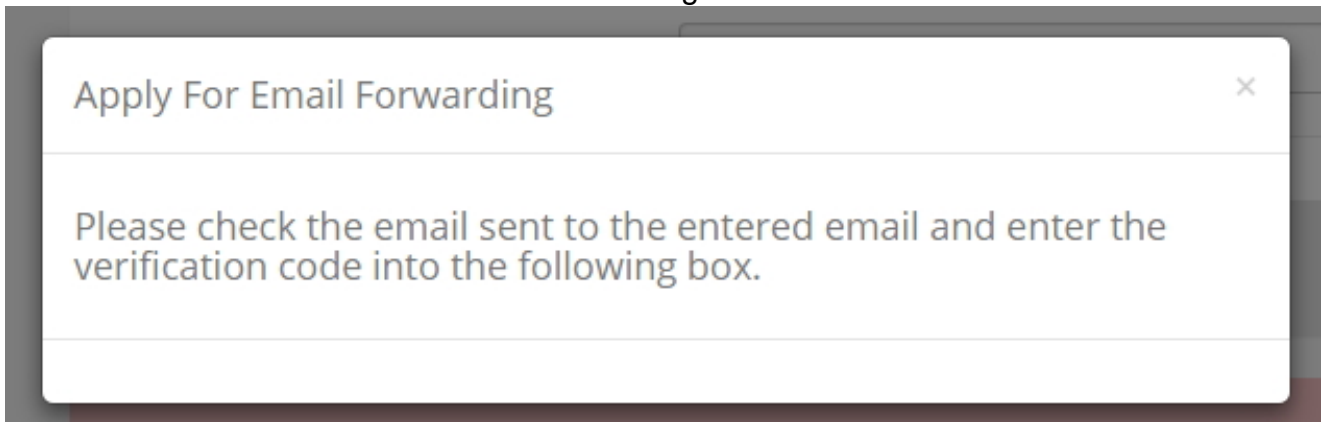 Apply For Email Forwarding ×
Please check the email sent to the entered email and enter the
verification code into the following box.